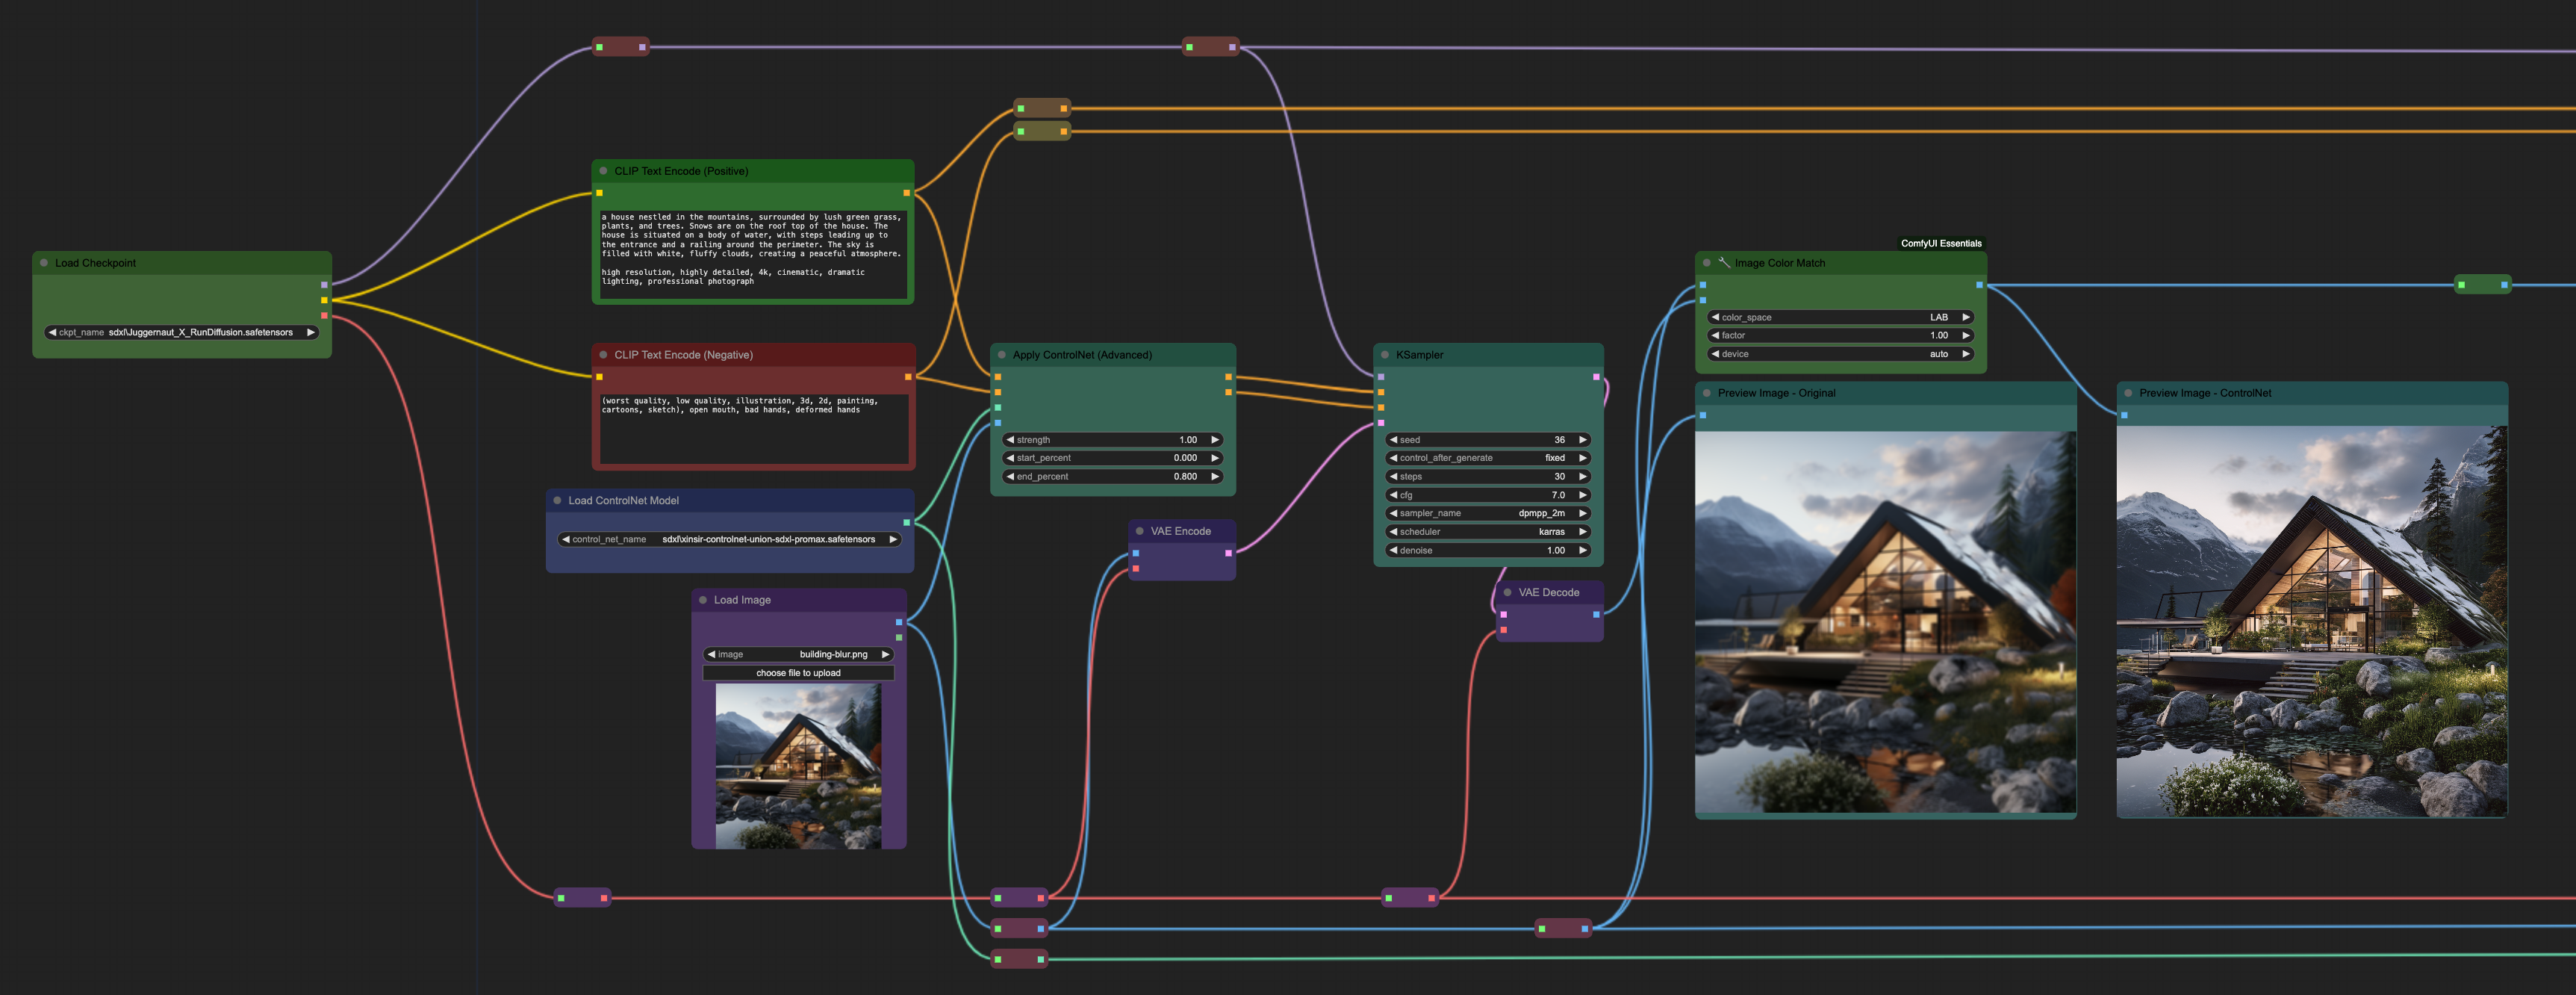 Load Checkpoint
ckpt_name sdxl\Juggernaut_X_RunDiffusion.safetensors
CLIP Text Encode (Positive)
a house nestled in the mountains, surrounded by lush green grass,
plants, and trees. Snows are on the roof top of the house. The
house is situated on a body of water, with steps leading up to
the entrance and a railing around the perimeter. The sky is
filled with white, fluffy clouds, creating a peaceful atmosphere.
high resolution, highly detailed, 4k, cinematic, dramatic
lighting, professional photograph
CLIP Text Encode (Negative)
(worst quality, low quality, illustration, 3d, 2d, painting,
cartoons, sketch), open mouth, bad hands, deformed hands
Load ControlNet Model
control_net_name sdxl\xinsir-controlnet-union-sdxl-promax.safetensors
Load Image
image building-blur.png
choose file to upload
Apply ControlNet (Advanced)
strength 1.00
start_percent 0.000
end_percent 0.800
VAE Encode
KSampler
seed 36
control_after_generate fixed
steps 30
cfg 7.0
sampler_name dpmpp_2m
scheduler karras
denoise 1.00
VAE Decode
ComfyUI Essentials
Image Color Match
color_space LAB
factor 1.00
device auto
Preview Image - Original
Preview Image - ControlNet